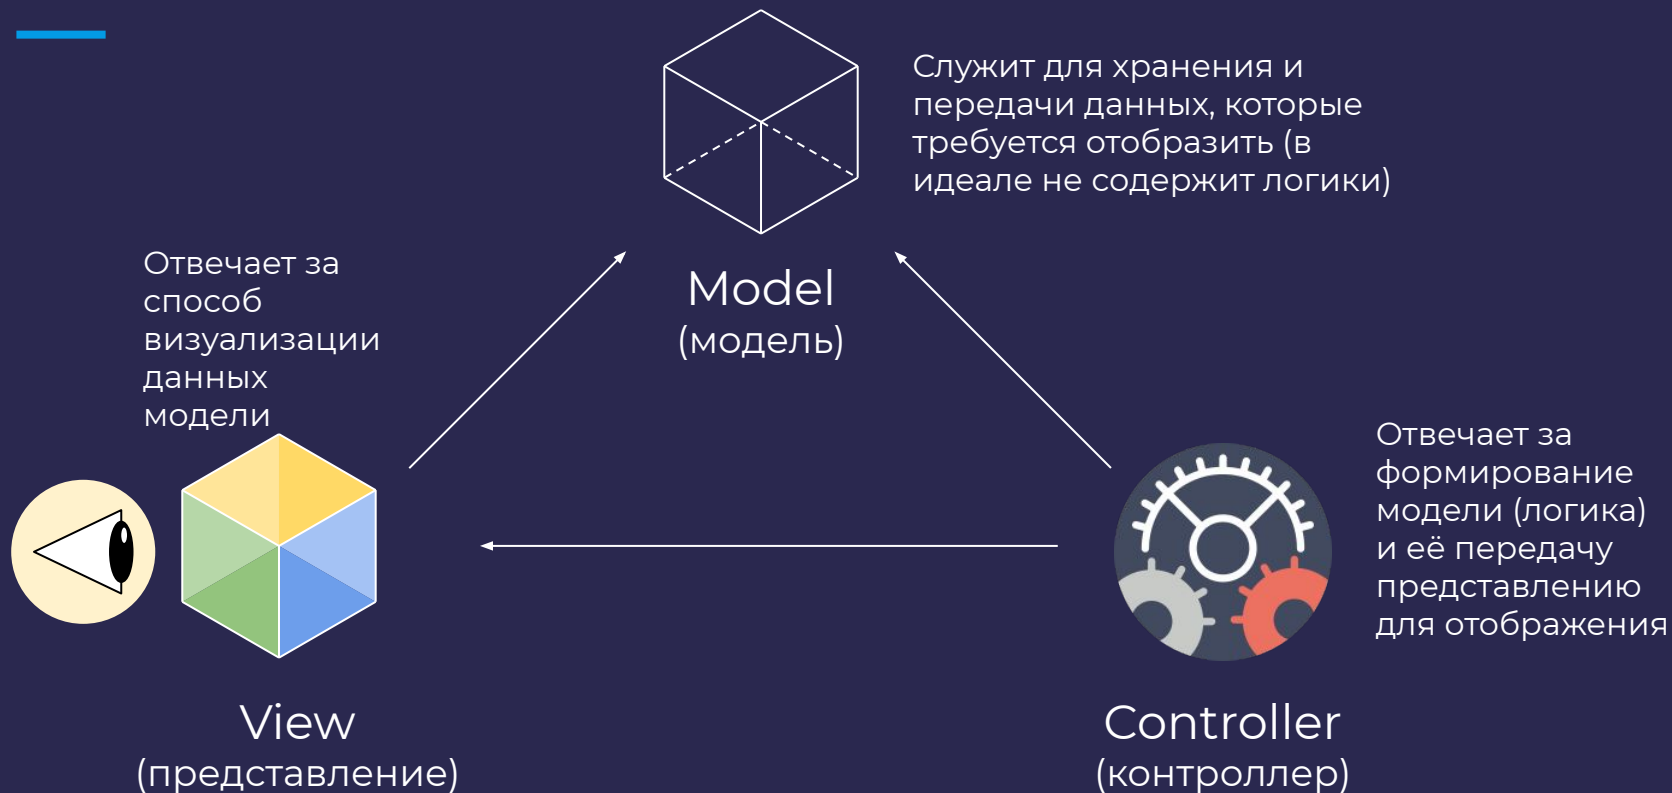 Служит для хранения и
передачи данных, которые
требуется отобразить (в
идеале не содержит логики)
Model
(модель)
Отвечает за
способ
визуализации
данных
модели
Отвечает за
формирование
модели (логика)
и её передачу
представлению
для отображения
View
(представление)
Controller
(контроллер)